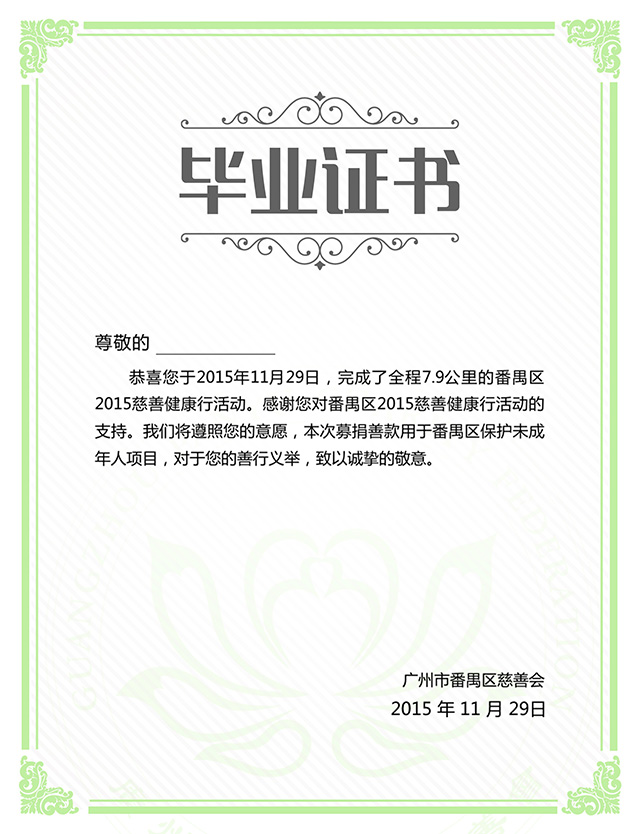 毕业证书
尊敬的
恭喜您于2015年11月29日，完成了全程7.9公里的番禺区
2015慈善健康行活动。感谢您对番禺区2015慈善健康行活动的
支持。我们将遵照您的意愿，本次募捐善款用于番禺区保护未成
年人项目，对于您的善行义举，致以诚挚的敬意。
广州市番禺区慈善会
2015 年 11 月 29日